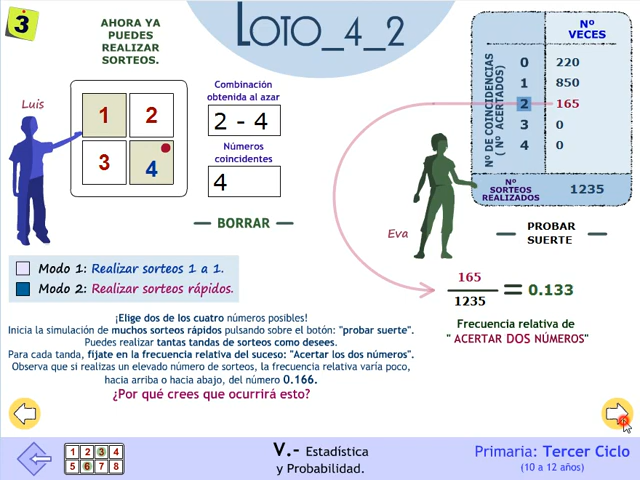 3
AHORA YA
PUEDES
REALIZAR
SORTEOS.
LOTO_4_2
Luis
1 2
3 4
Combinación
obtenida al azar
2 - 4
Números
coincidentes
4
BORRAR
Nº DE COINCIDENCIAS
( Nº ACERTADOS)
Nº
VECES
0 220
1 850
2 165
3 0
4 0
Nº
SORTEOS
REALIZADOS
1235
Eva
PROBAR
SUERTE
165
1235
= 0.133
Frecuencia relativa de
" ACERTAR DOS NÚMEROS"
Modo 1: Realizar sorteos 1 a 1.
Modo 2: Realizar sorteos rápidos.
¡Elige dos de los cuatro números posibles!
Inicia la simulación de muchos sorteos rápidos pulsando sobre el botón: "probar suerte".
Puedes realizar tantas tandas de sorteos como desees.
Para cada tanda, fíjate en la frecuencia relativa del suceso: "Acertar los dos números".
Observa que si realizas un elevado número de sorteos, la frecuencia relativa varía poco,
hacia arriba o hacia abajo, del número 0.166.
¿Por qué crees que ocurrirá esto?
1 2 3 4
5 6 7 8
V.- Estadística
y Probabilidad.
Primaria: Tercer Ciclo
(10 a 12 años)